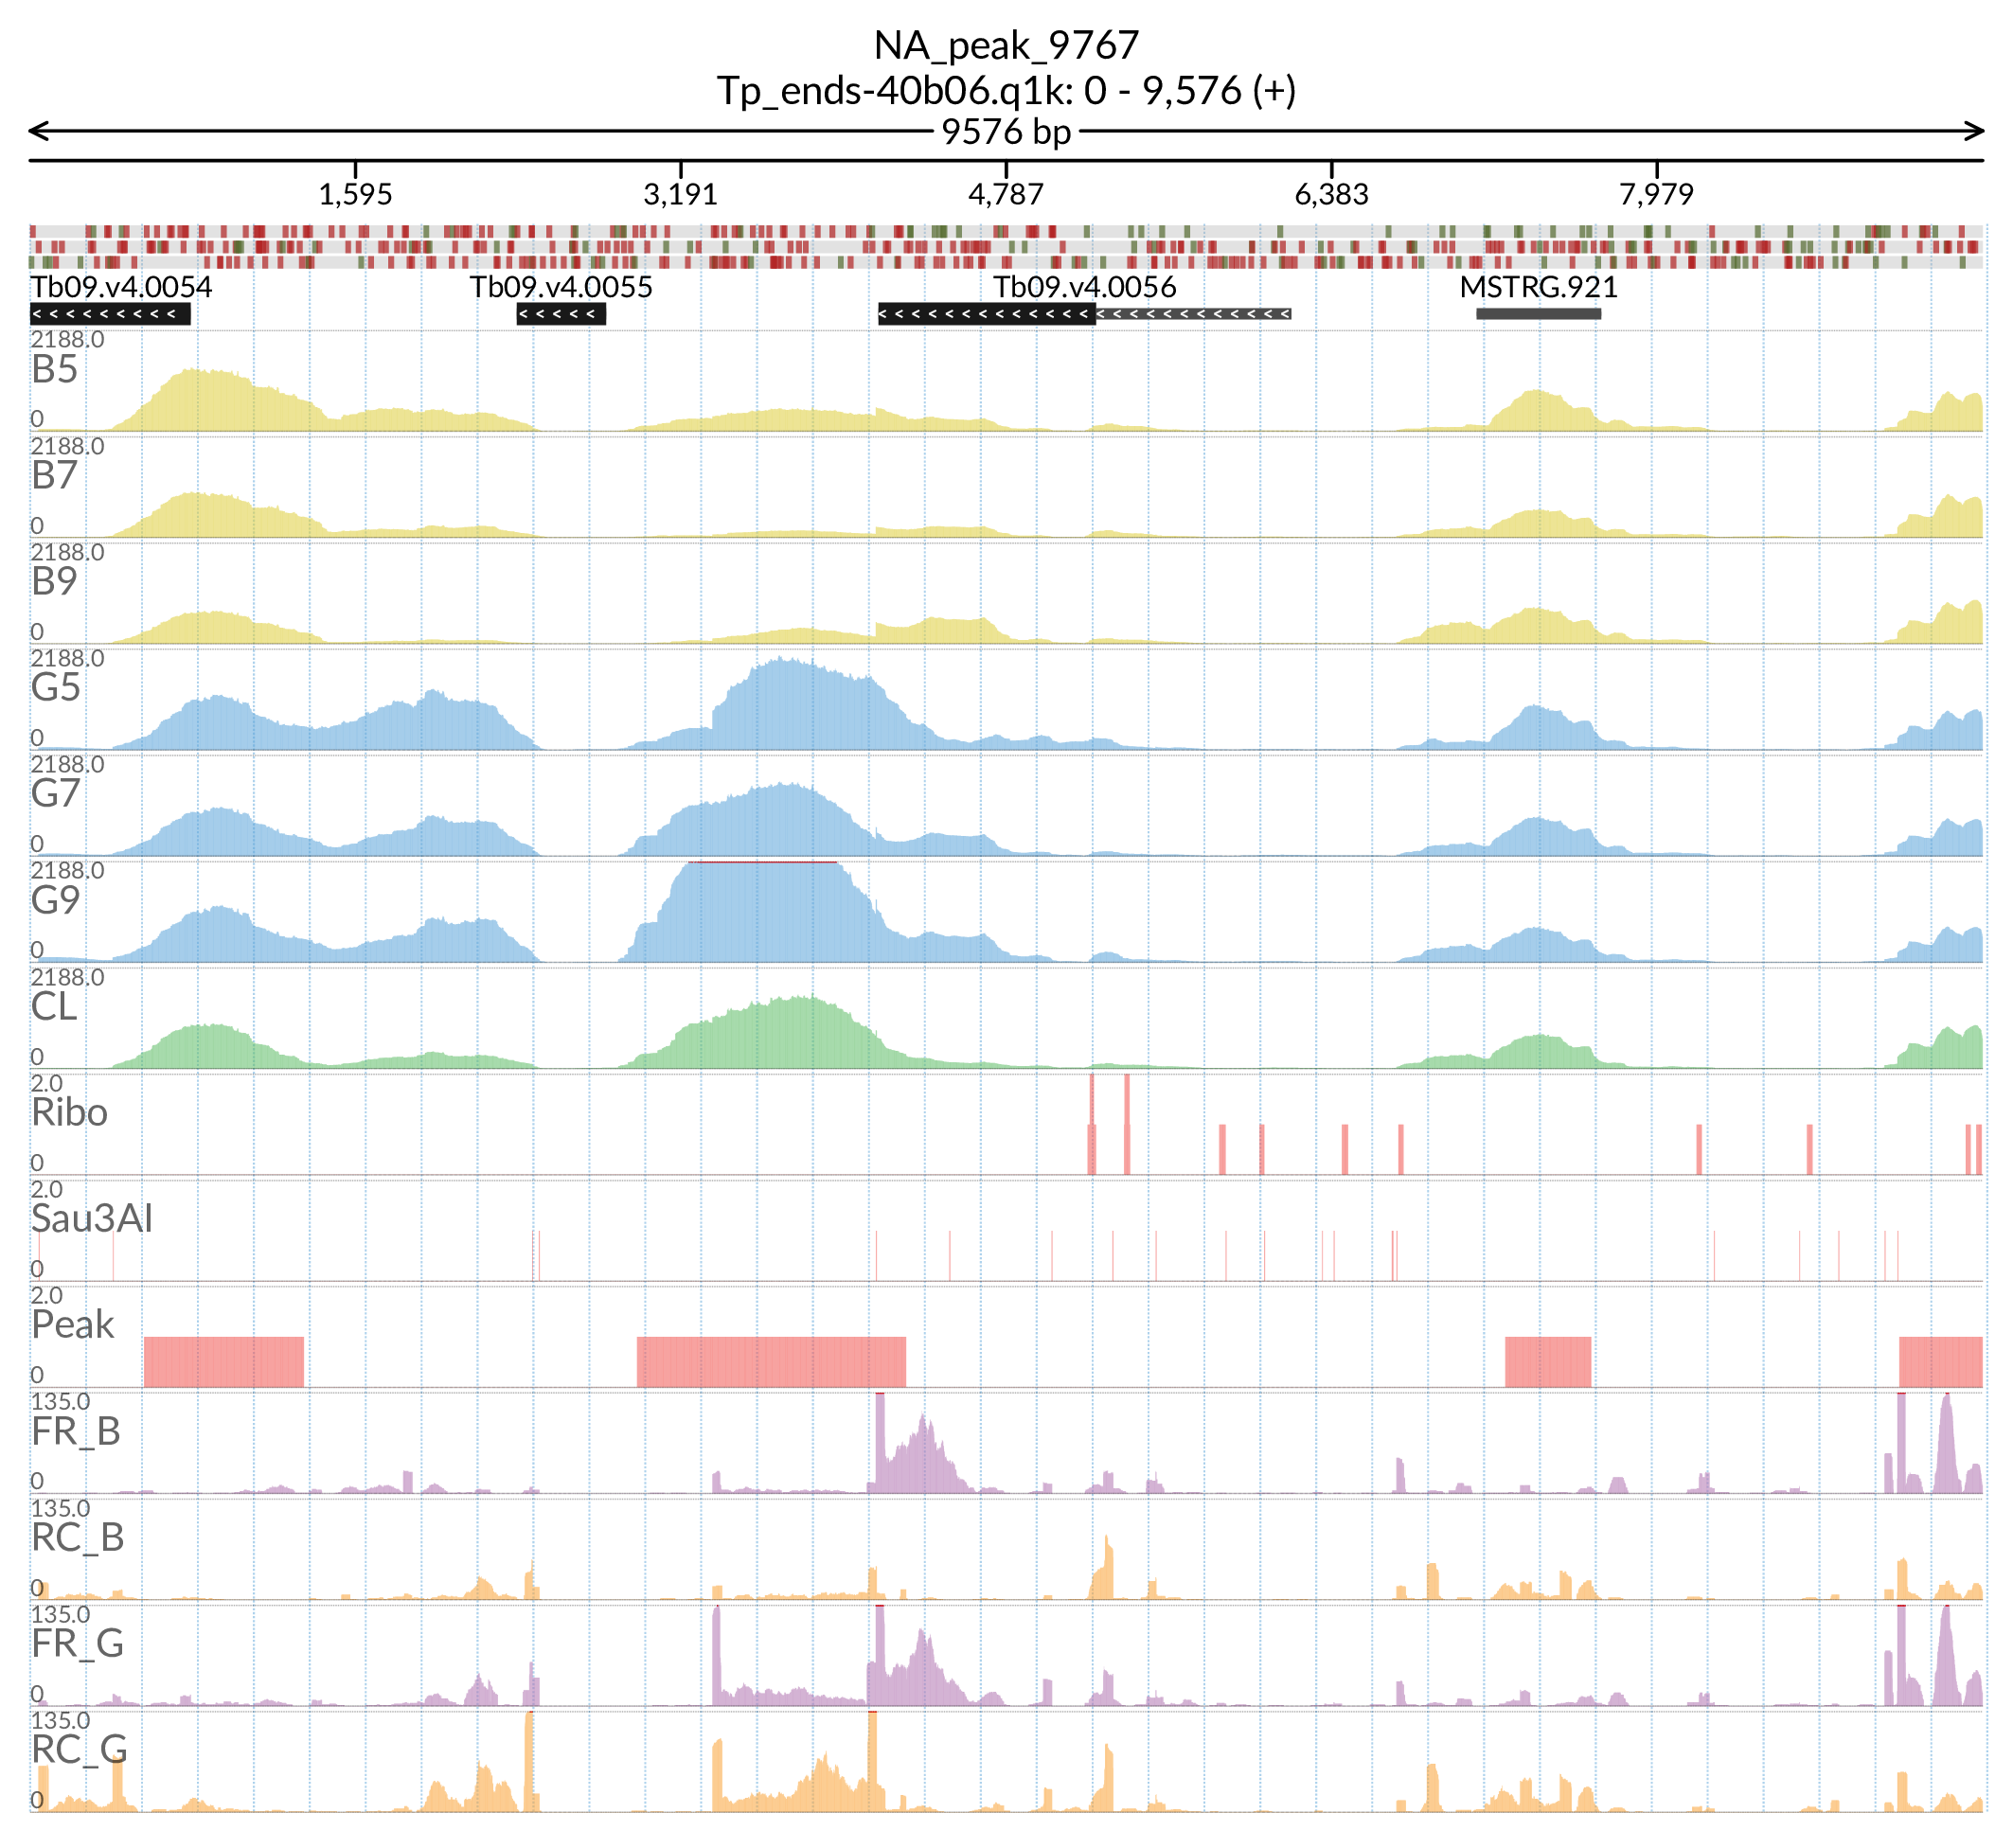 NA_peak_9767
Tp_ends-40b06.q1k: 0 - 9,576 (+)
9576 bp
1,595 3,191 4,787 6,383 7,979
Tb09.v4.0054 Tb09.v4.0055 Tb09.v4.0056 MSTRG.921
2188.0
B5
0
2188.0
B7
0
2188.0
B9
0
2188.0
G5
0
2188.0
G7
0
2188.0
G9
0
2188.0
CL
0
2.0
Ribo
0
2.0
Sau3AI
0
2.0
Peak
0
135.0
FR_B
0
135.0
RC_B
0
135.0
FR_G
0
135.0
RC_G
0